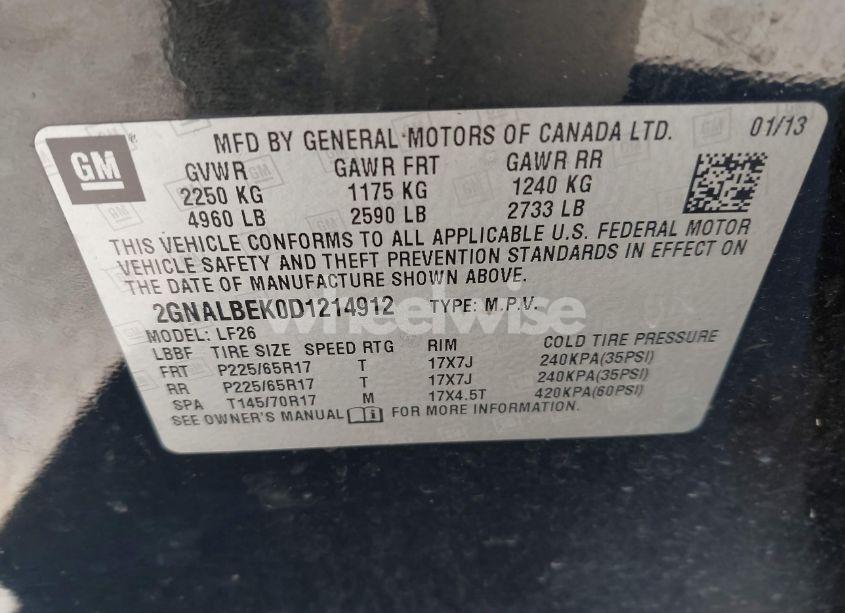 MFD BY GENERAL MOTORS OF CANADA LTD. 01/13
GM
GVWR GAWR FRT GAWR RR
2250 KG 1175 KG 1240 KG
4960 LB 2590 LB 2733 LB
THIS VEHICLE CONFORMS TO ALL APPLICABLE U.S. FEDERAL MOTOR
VEHICLE SAFETY AND THEFT PREVENTION STANDARDS IN EFFECT ON
THE DATE OF MANUFACTURE SHOWN ABOVE.
2GNALBEK0D1214912 TYPE: M.P.V.
wheelwise
MODEL: LF26
LBBF TIRE SIZE SPEED RTG RIM COLD TIRE PRESSURE
FRT P225/65R17 T 17X7J 240KPA(35PSI)
RR P225/65R17 T 17X7J 240KPA(35PSI)
SPA T145/70R17 M 17X4.5T 420KPA(60PSI)
SEE OWNER'S MANUAL FOR MORE INFORMATION.